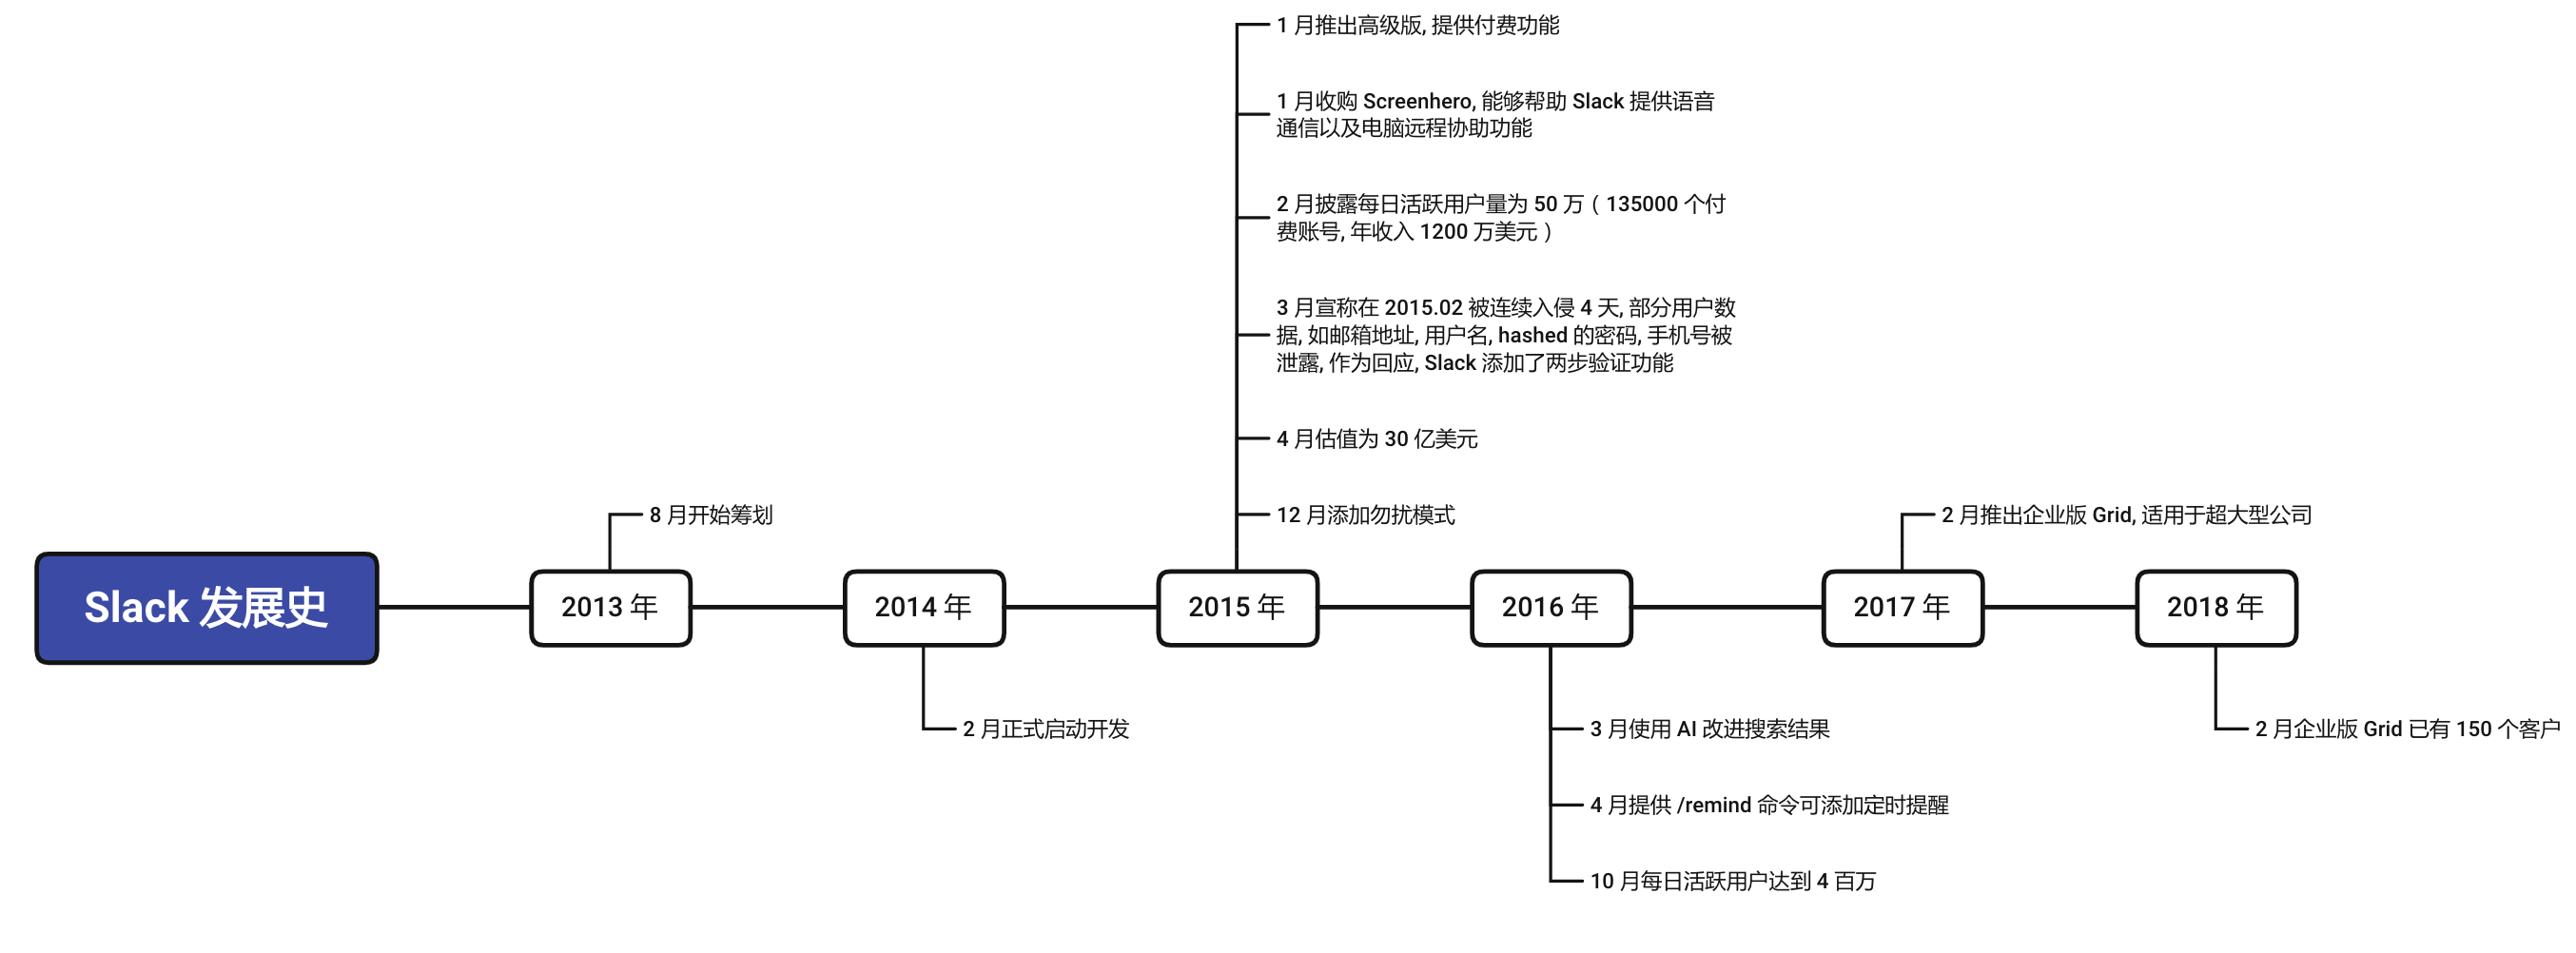 Slack 发展史
2013 年
8 月开始筹划
2014 年
2 月正式启动开发
2015 年
1 月推出高级版, 提供付费功能
1 月收购 Screenhero, 能够帮助 Slack 提供语音
通信以及电脑远程协助功能
2 月披露每日活跃用户量为 50 万（135000 个付
费账号, 年收入 1200 万美元）
3 月宣称在 2015.02 被连续入侵 4 天, 部分用户数
据, 如邮箱地址, 用户名, hashed 的密码, 手机号被
泄露, 作为回应, Slack 添加了两步验证功能
4 月估值为 30 亿美元
12 月添加勿扰模式
2016 年
3 月使用 AI 改进搜索结果
4 月提供 /remind 命令可添加定时提醒
10 月每日活跃用户达到 4 百万
2017 年
2 月推出企业版 Grid, 适用于超大型公司
2018 年
2 月企业版 Grid 已有 150 个客户